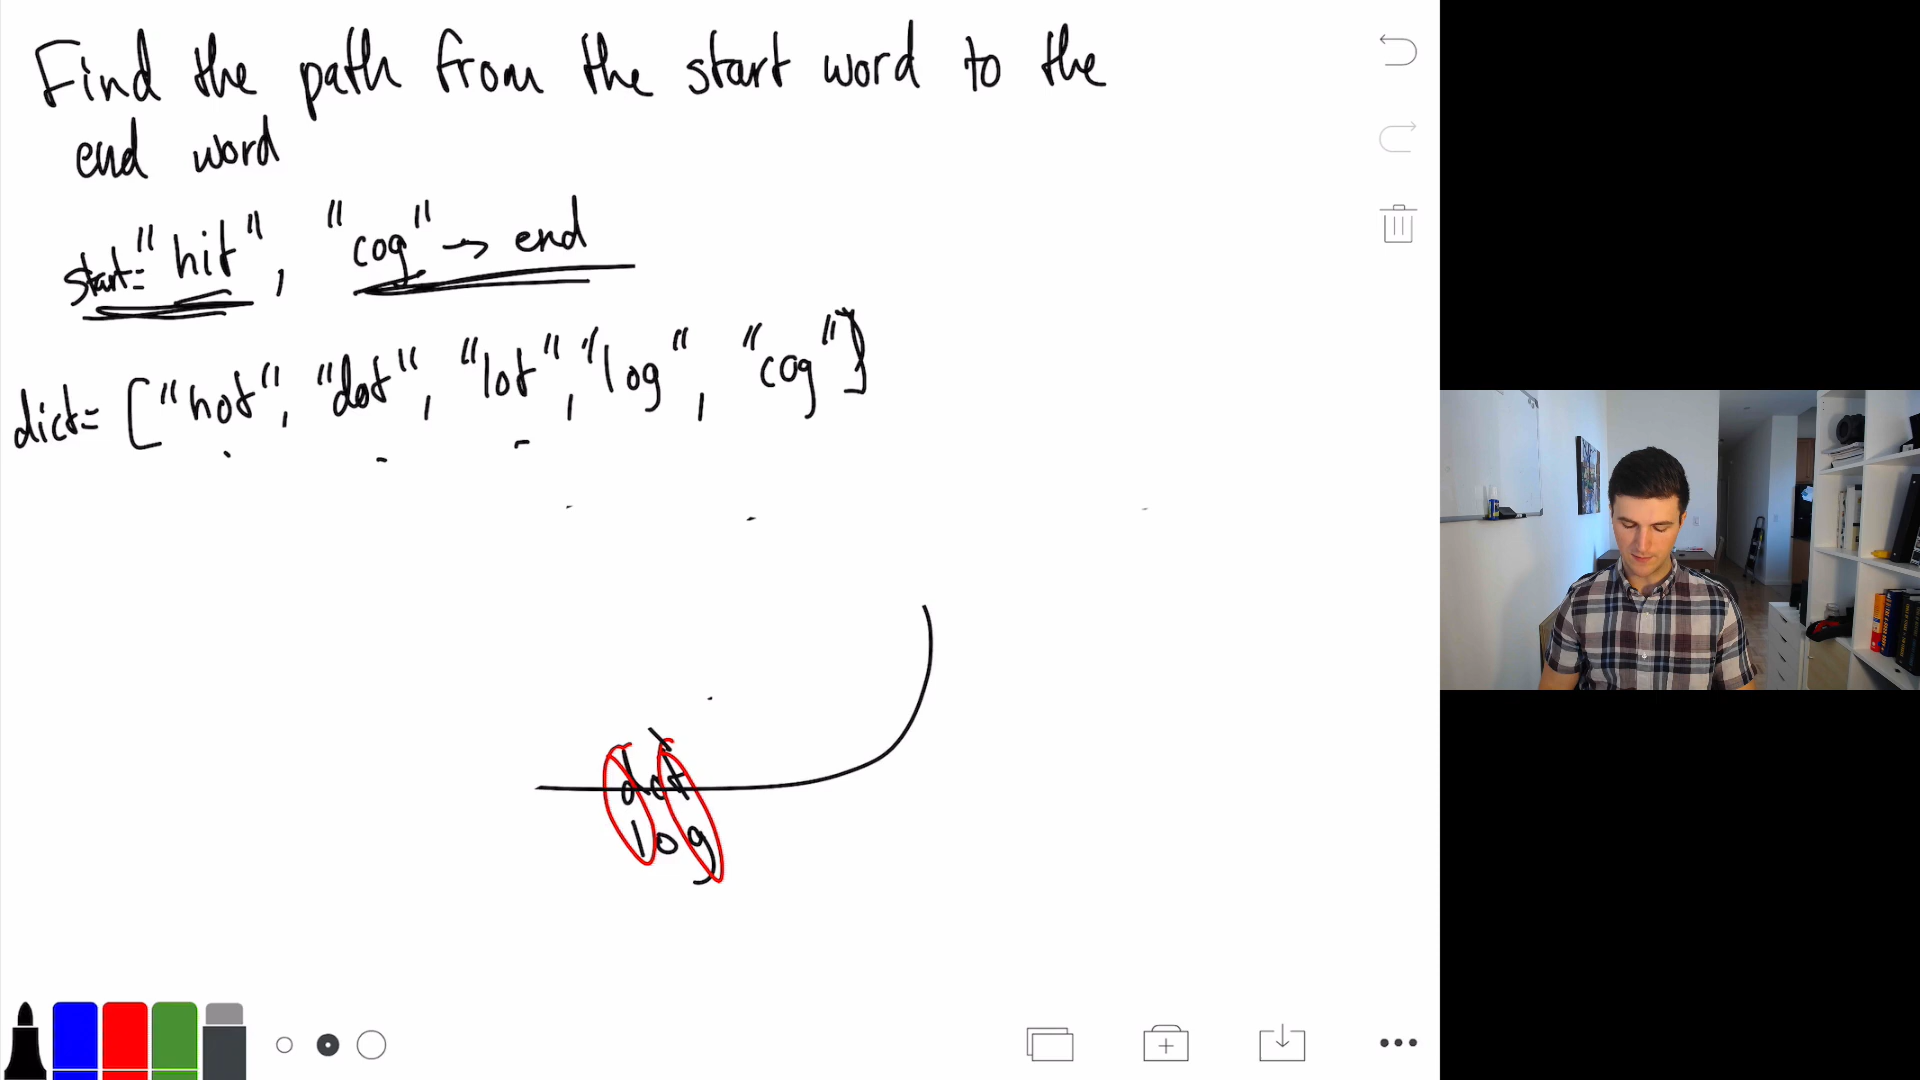 Find the path from the start word to the
end word
start="hit", "cog" → end
dict= ["hot", "dot", "lot", "log", "cog"]
dot
log